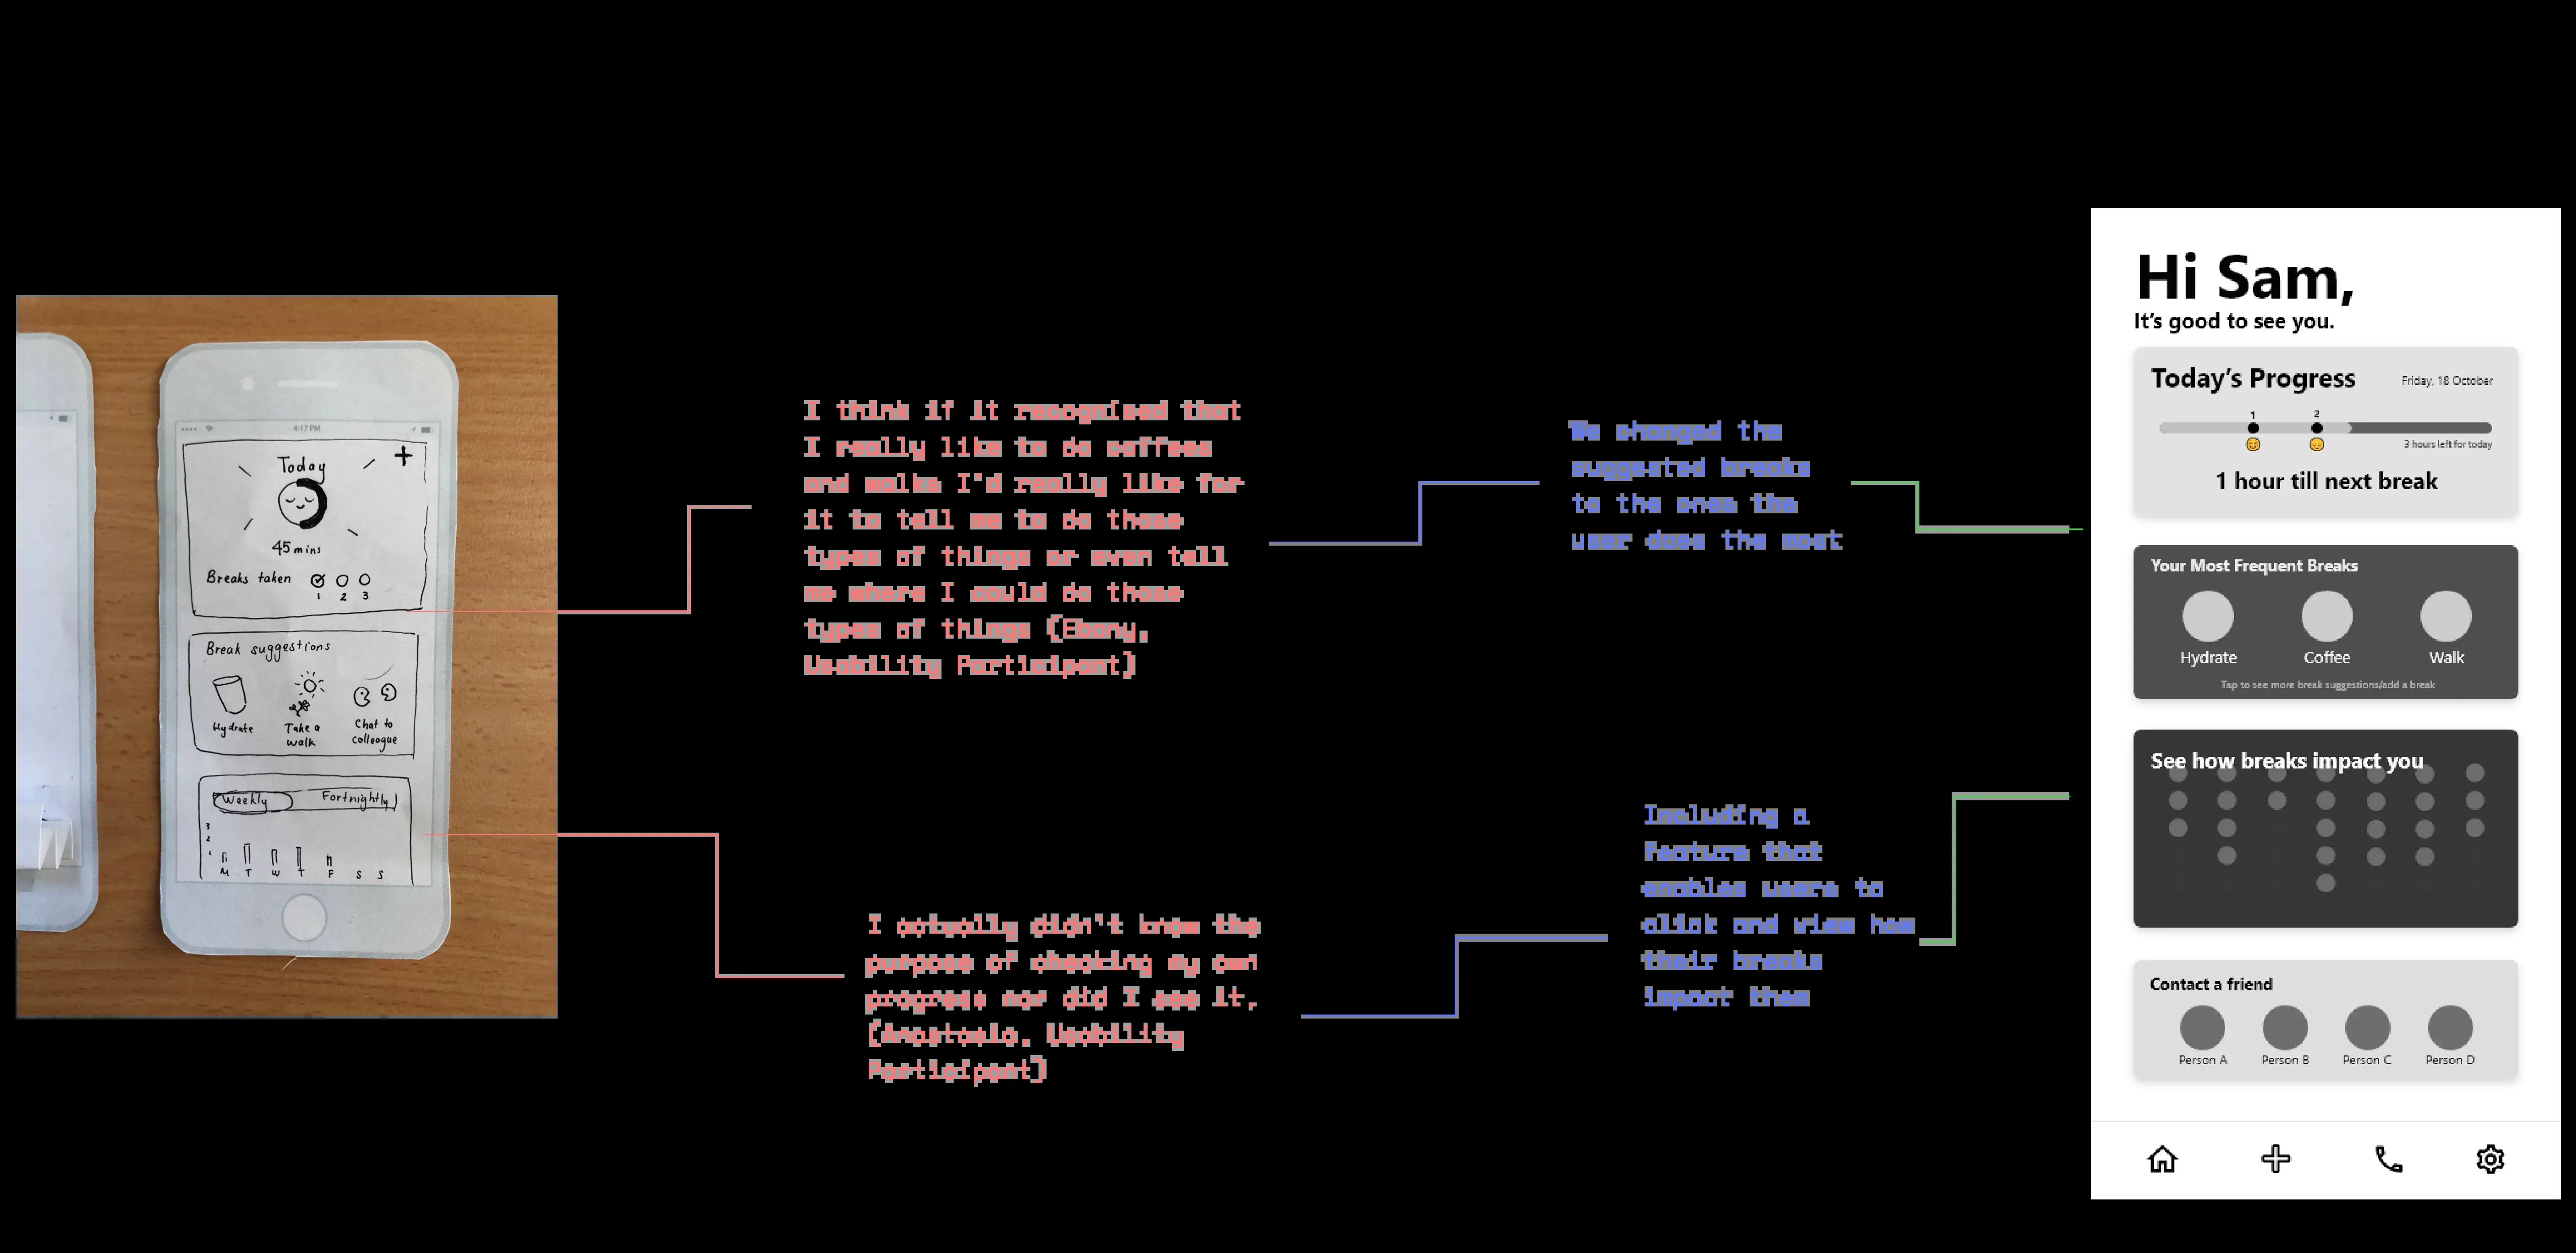 4:17 PM
Today
45 mins
Breaks taken
1 2 3
Break suggestions
Hydrate
Take a
walk
Chat to
colleague
Weekly Fortnightly
3
2
M T W T F S S
I think if it recognised that
I really like to do coffees
and walks I'd really like for
it to tell me to do those
types of things or even tell
me where I could do those
types of things (Ebony,
Usability Participant)
I actually didn't know the
purpose of checking my own
progress nor did I see it.
(Anastasia, Usability
Participant)
We changed the
suggested breaks
to the ones the
user does the most
Including a
feature that
enables users to
click and view how
their breaks
impact them
Hi Sam,
It's good to see you.
Today's Progress Friday, 18 October
1 2
3 hours left for today
1 hour till next break
Your Most Frequent Breaks
Hydrate Coffee Walk
Tap to see more break suggestions/add a break
See how breaks impact you
Contact a friend
Person A Person B Person C Person D